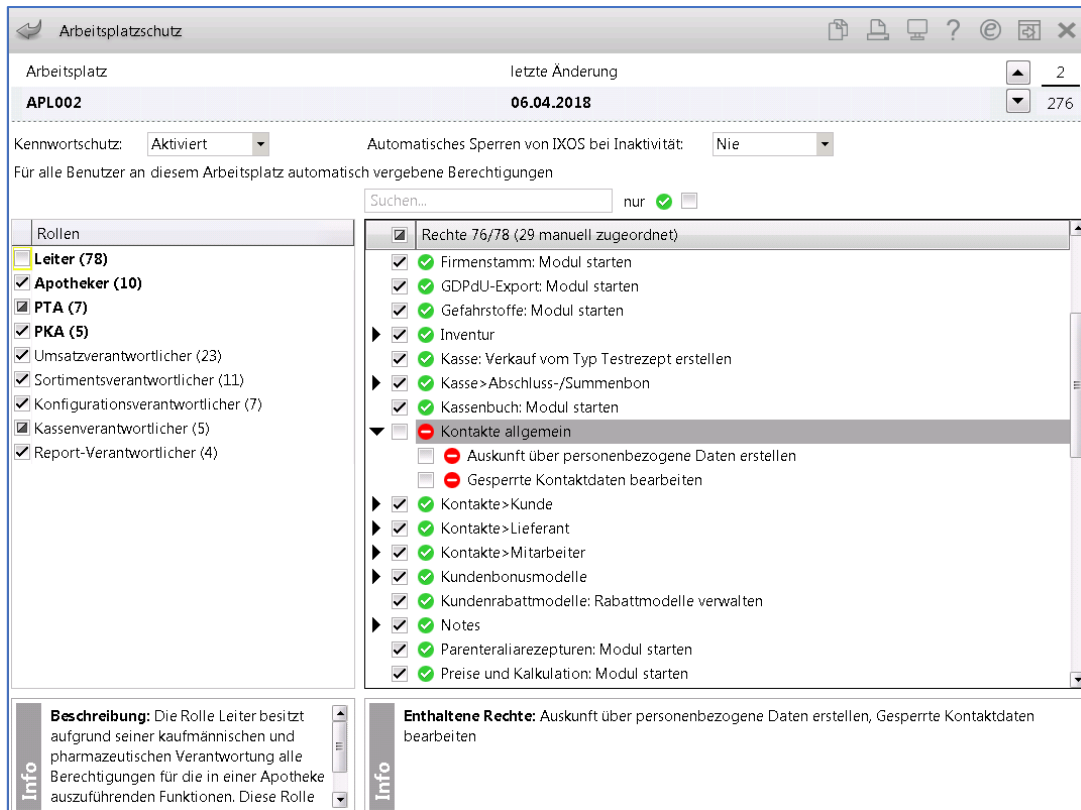 Arbeitsplatzschutz
Arbeitsplatz letzte Änderung 2
APL002 06.04.2018 276
Kennwortschutz: Aktiviert Automatisches Sperren von IXOS bei Inaktivität: Nie
Für alle Benutzer an diesem Arbeitsplatz automatisch vergebene Berechtigungen
Suchen... nur
Rollen
Leiter (78)
Apotheker (10)
PTA (7)
PKA (5)
Umsatzverantwortlicher (23)
Sortimentsverantwortlicher (11)
Konfigurationsverantwortlicher (7)
Kassenverantwortlicher (5)
Report-Verantwortlicher (4)
Rechte 76/78 (29 manuell zugeordnet)
Firmenstamm: Modul starten
GDPdU-Export: Modul starten
Gefahrstoffe: Modul starten
Inventur
Kasse: Verkauf vom Typ Testrezept erstellen
Kasse>Abschluss-/Summenbon
Kassenbuch: Modul starten
Kontakte allgemein
Auskunft über personenbezogene Daten erstellen
Gesperrte Kontaktdaten bearbeiten
Kontakte>Kunde
Kontakte>Lieferant
Kontakte>Mitarbeiter
Kundenbonusmodelle
Kundenrabattmodelle: Rabattmodelle verwalten
Notes
Parenteraliarezepturen: Modul starten
Preise und Kalkulation: Modul starten
Info
Beschreibung: Die Rolle Leiter besitzt
aufgrund seiner kaufmännischen und
pharmazeutischen Verantwortung alle
Berechtigungen für die in einer Apotheke
auszuführenden Funktionen. Diese Rolle
Info
Enthaltene Rechte: Auskunft über personenbezogene Daten erstellen, Gesperrte Kontaktdaten
bearbeiten